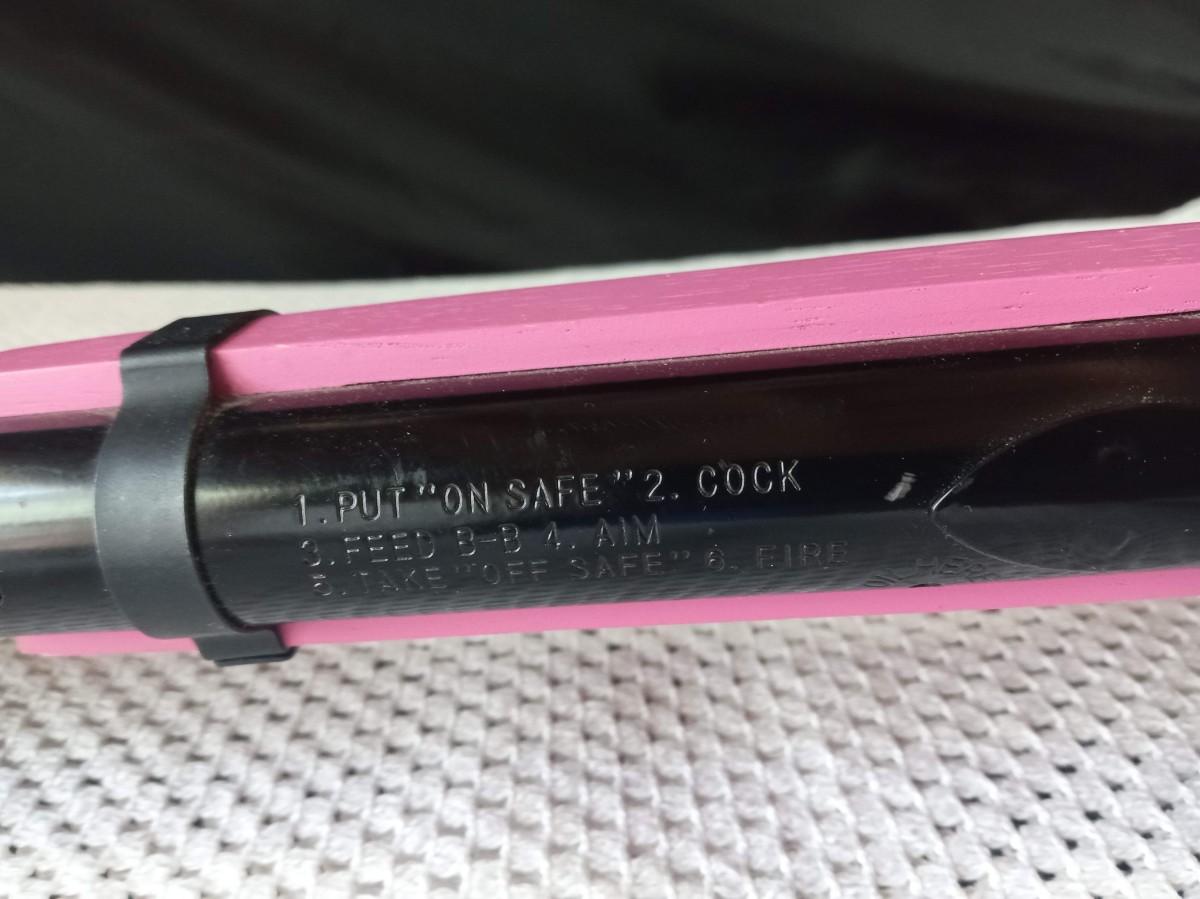 1.PUT "ON SAFE" 2. COCK
3.FEED B-B 4. AIM
5.TAKE "OFF SAFE" 6. FIRE